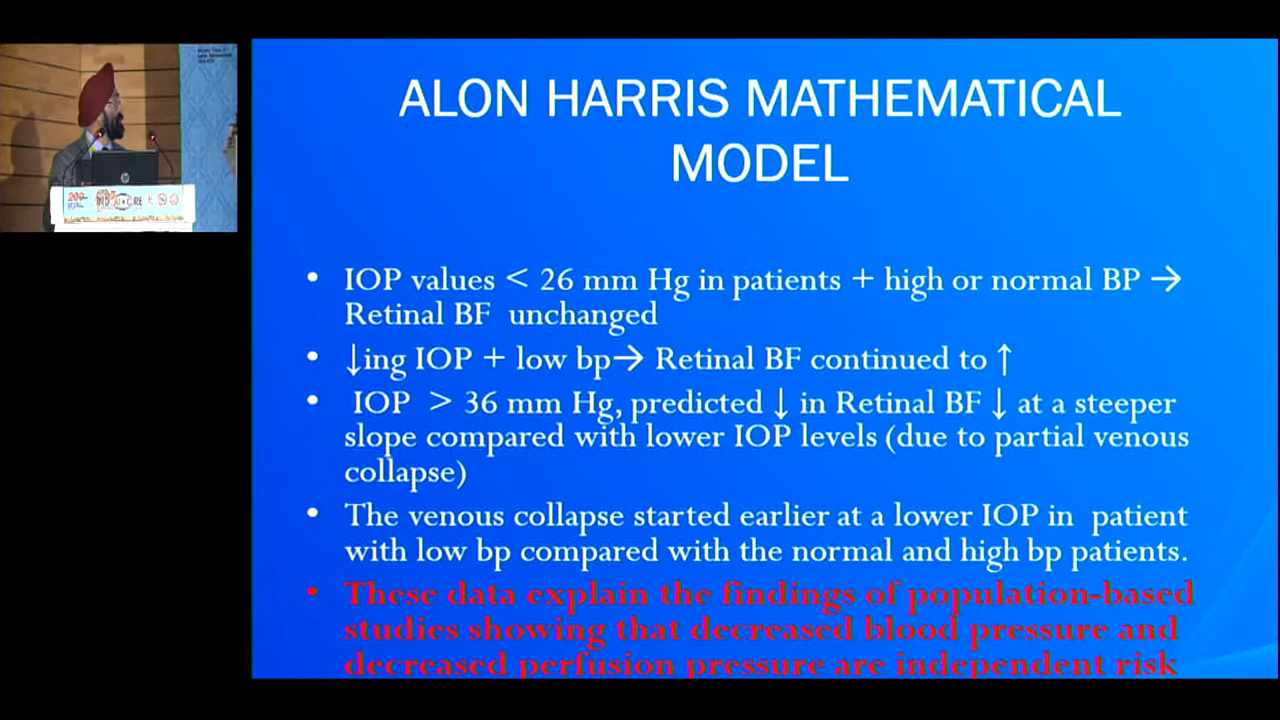 ALON HARRIS MATHEMATICAL
MODEL
• IOP values < 26 mm Hg in patients + high or normal BP →
Retinal BF unchanged
• ↓ing IOP + low bp→ Retinal BF continued to ↑
• IOP > 36 mm Hg, predicted ↓ in Retinal BF ↓ at a steeper
slope compared with lower IOP levels (due to partial venous
collapse)
• The venous collapse started earlier at a lower IOP in patient
with low bp compared with the normal and high bp patients.
• These data explain the findings of population-based
studies showing that decreased blood pressure and
decreased perfusion pressure are independent risk
hp